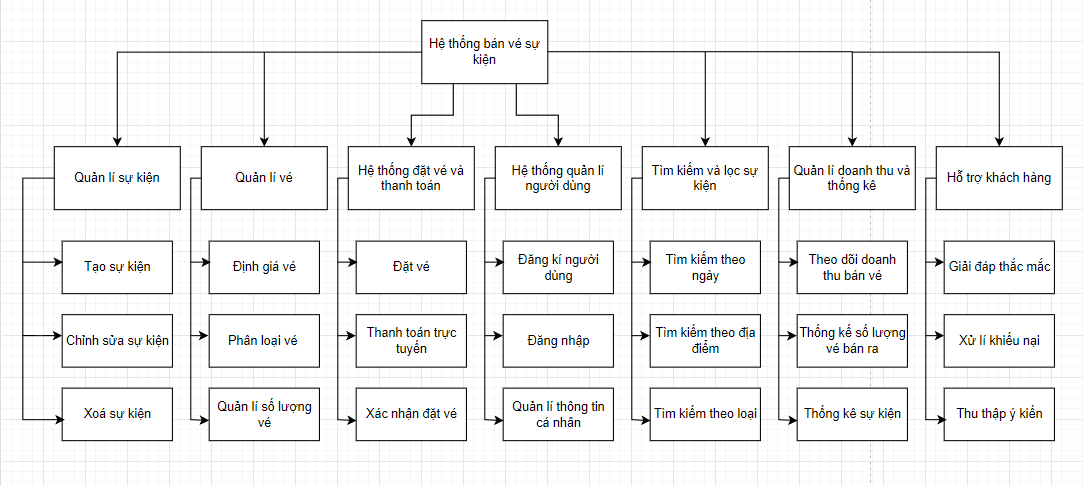 Hệ thống bán vé sự
kiện
Quản lí sự kiện
Quản lí vé
Hệ thống đặt vé và
thanh toán
Hệ thống quản lí
người dùng
Tìm kiếm và lọc sự
kiện
Quản lí doanh thu và
thống kê
Hỗ trợ khách hàng
Tạo sự kiện
Định giá vé
Đặt vé
Đăng kí người
dùng
Tìm kiếm theo
ngày
Theo dõi doanh
thu bán vé
Giải đáp thắc mắc
Chỉnh sửa sự kiện
Phân loại vé
Thanh toán trực
tuyến
Đăng nhập
Tìm kiếm theo địa
điểm
Thống kế số lượng
vé bán ra
Xử lí khiếu nại
Xoá sự kiện
Quản lí số lượng
vé
Xác nhận đặt vé
Quản lí thông tin
cá nhân
Tìm kiếm theo loại
Thống kê sự kiện
Thu thập ý kiến